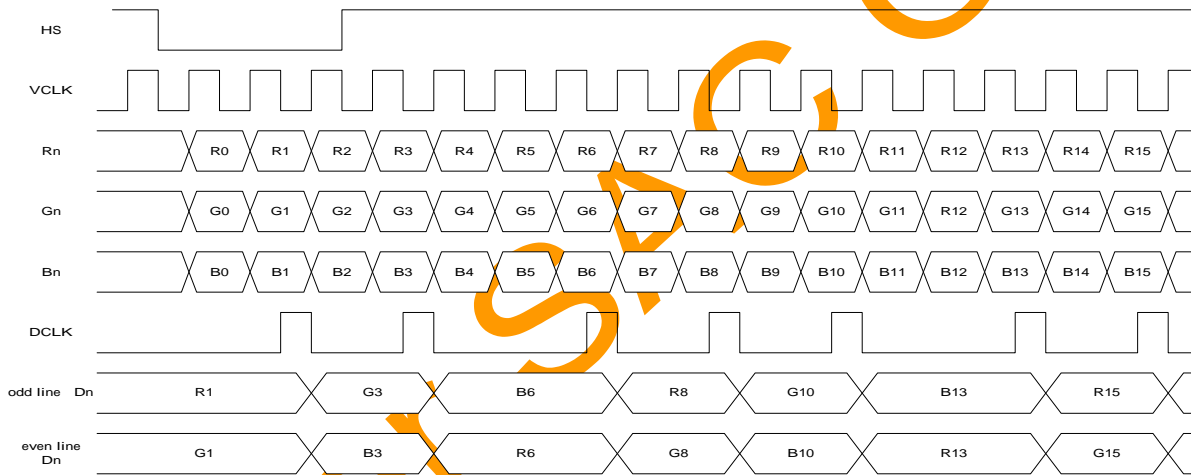 HS
VCLK
Rn R0 R1 R2 R3 R4 R5 R6 R7 R8 R9 R10 R11 R12 R13 R14 R15
Gn G0 G1 G2 G3 G4 G5 G6 G7 G8 G9 G10 G11 R12 G13 G14 G15
Bn B0 B1 B2 B3 B4 B5 B6 B7 B8 B9 B10 B11 B12 B13 B14 B15
DCLK
odd line Dn R1 G3 B6 R8 G10 B13 R15
even line
Dn G1 B3 R6 G8 B10 R13 G15